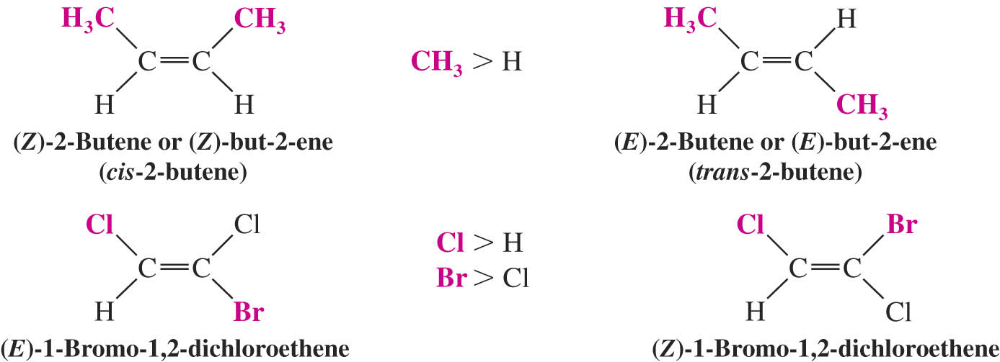 H₃C CH₃ H₃C H
C=C CH₃ > H C=C
H H H CH₃
(Z)-2-Butene or (Z)-but-2-ene (E)-2-Butene or (E)-but-2-ene
(cis-2-butene) (trans-2-butene)
Cl Cl Cl Br
Cl > H
C=C C=C
Br > Cl
H Br H Cl
(E)-1-Bromo-1,2-dichloroethene (Z)-1-Bromo-1,2-dichloroethene